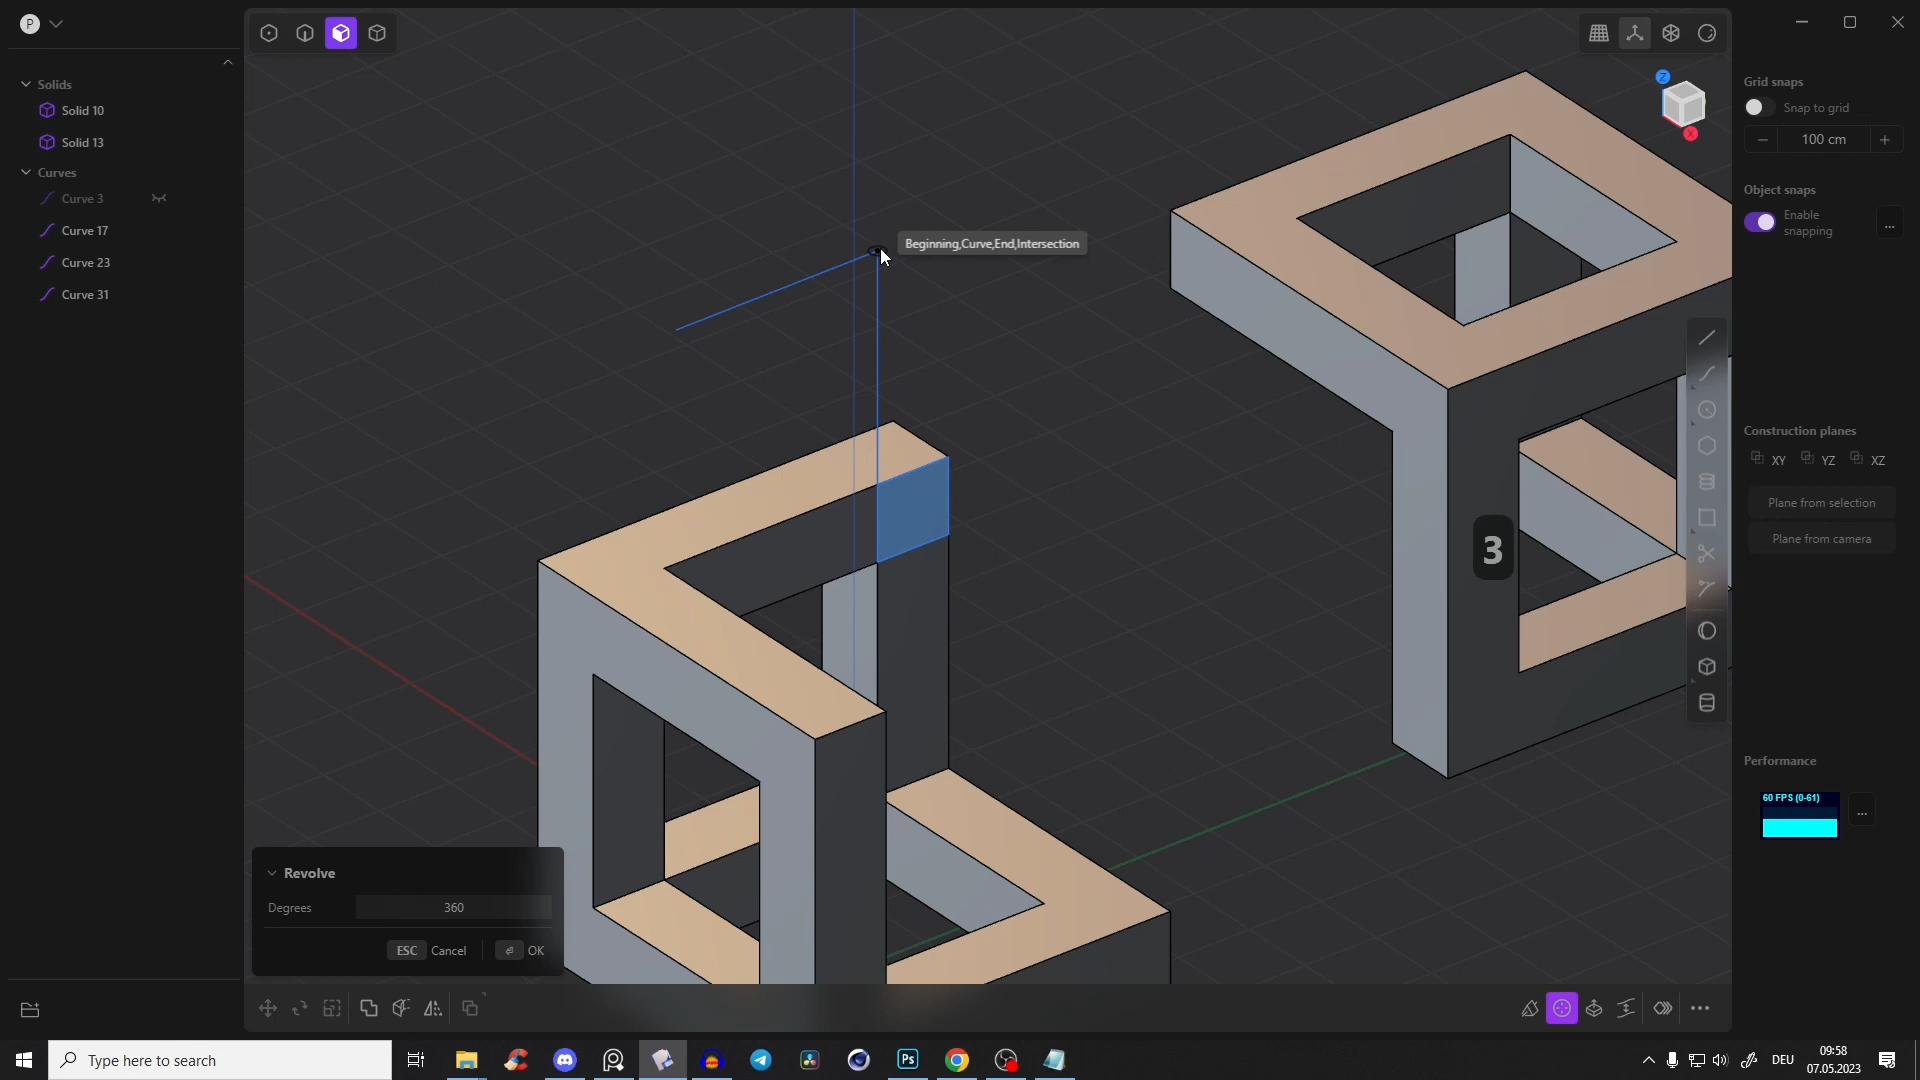 P
Solids
Solid 10
Solid 13
Curves
Curve 3
Curve 17
Curve 23
Curve 31
Z
X
Beginning,Curve,End,Intersection
3
Grid snaps
Snap to grid
100 cm
Object snaps
Enable
snapping
...
Construction planes
XY YZ XZ
Plane from selection
Plane from camera
Performance
60 FPS (0-61)
...
Revolve
Degrees 360
ESC Cancel OK
Type here to search
Ps
DEU
09:58
07.05.2023